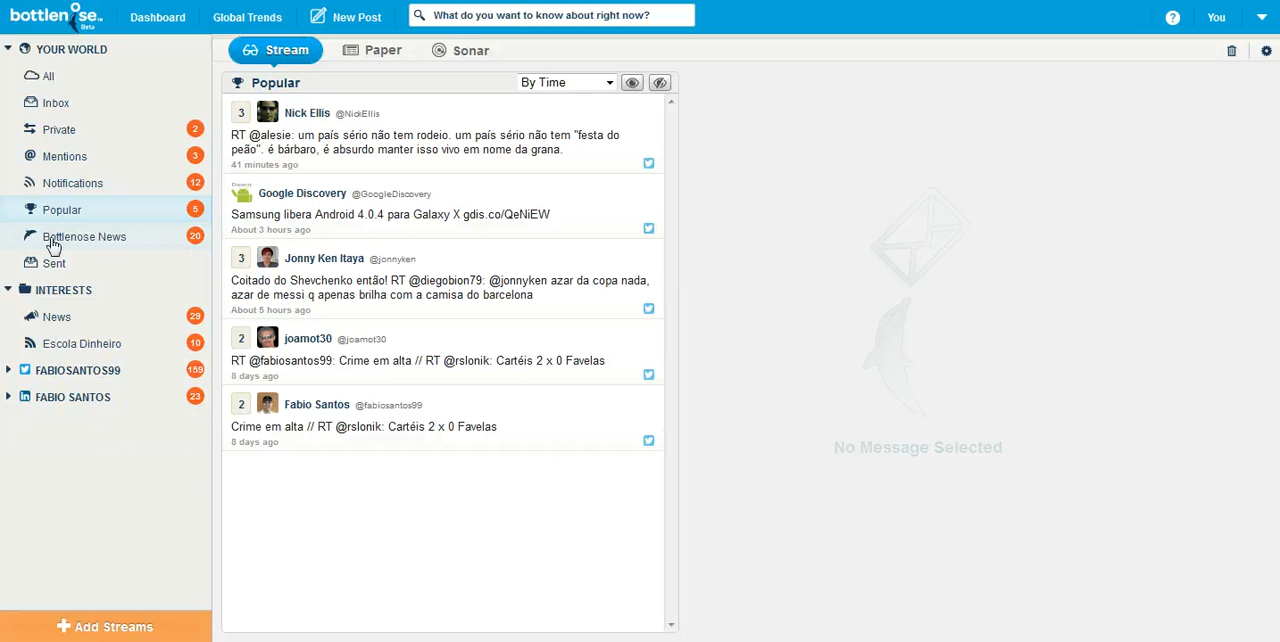 bottlenose™
Beta
Dashboard
Global Trends
New Post
What do you want to know about right now?
?
You
YOUR WORLD
All
Inbox
Private 2
Mentions 3
Notifications 12
Popular 5
Bottlenose News 20
Sent
INTERESTS
News 29
Escola Dinheiro 10
FABIOSANTOS99 159
FABIO SANTOS 23
Add Streams
Stream
Paper
Sonar
Popular
By Time
3 Nick Ellis @NickEllis
RT @alesie: um país sério não tem rodeio. um país sério não tem "festa do
peão". é bárbaro, é absurdo manter isso vivo em nome da grana.
41 minutes ago
Google Discovery @GoogleDiscovery
Samsung libera Android 4.0.4 para Galaxy X gdis.co/QeNiEW
About 3 hours ago
3 Jonny Ken Itaya @jonnyken
Coitado do Shevchenko então! RT @diegobion79: @jonnyken azar da copa nada,
azar de messi q apenas brilha com a camisa do barcelona
About 5 hours ago
2 joamot30 @joamot30
RT @fabiosantos99: Crime em alta // RT @rslonik: Cartéis 2 x 0 Favelas
8 days ago
2 Fabio Santos @fabiosantos99
Crime em alta // RT @rslonik: Cartéis 2 x 0 Favelas
8 days ago
No Message Selected